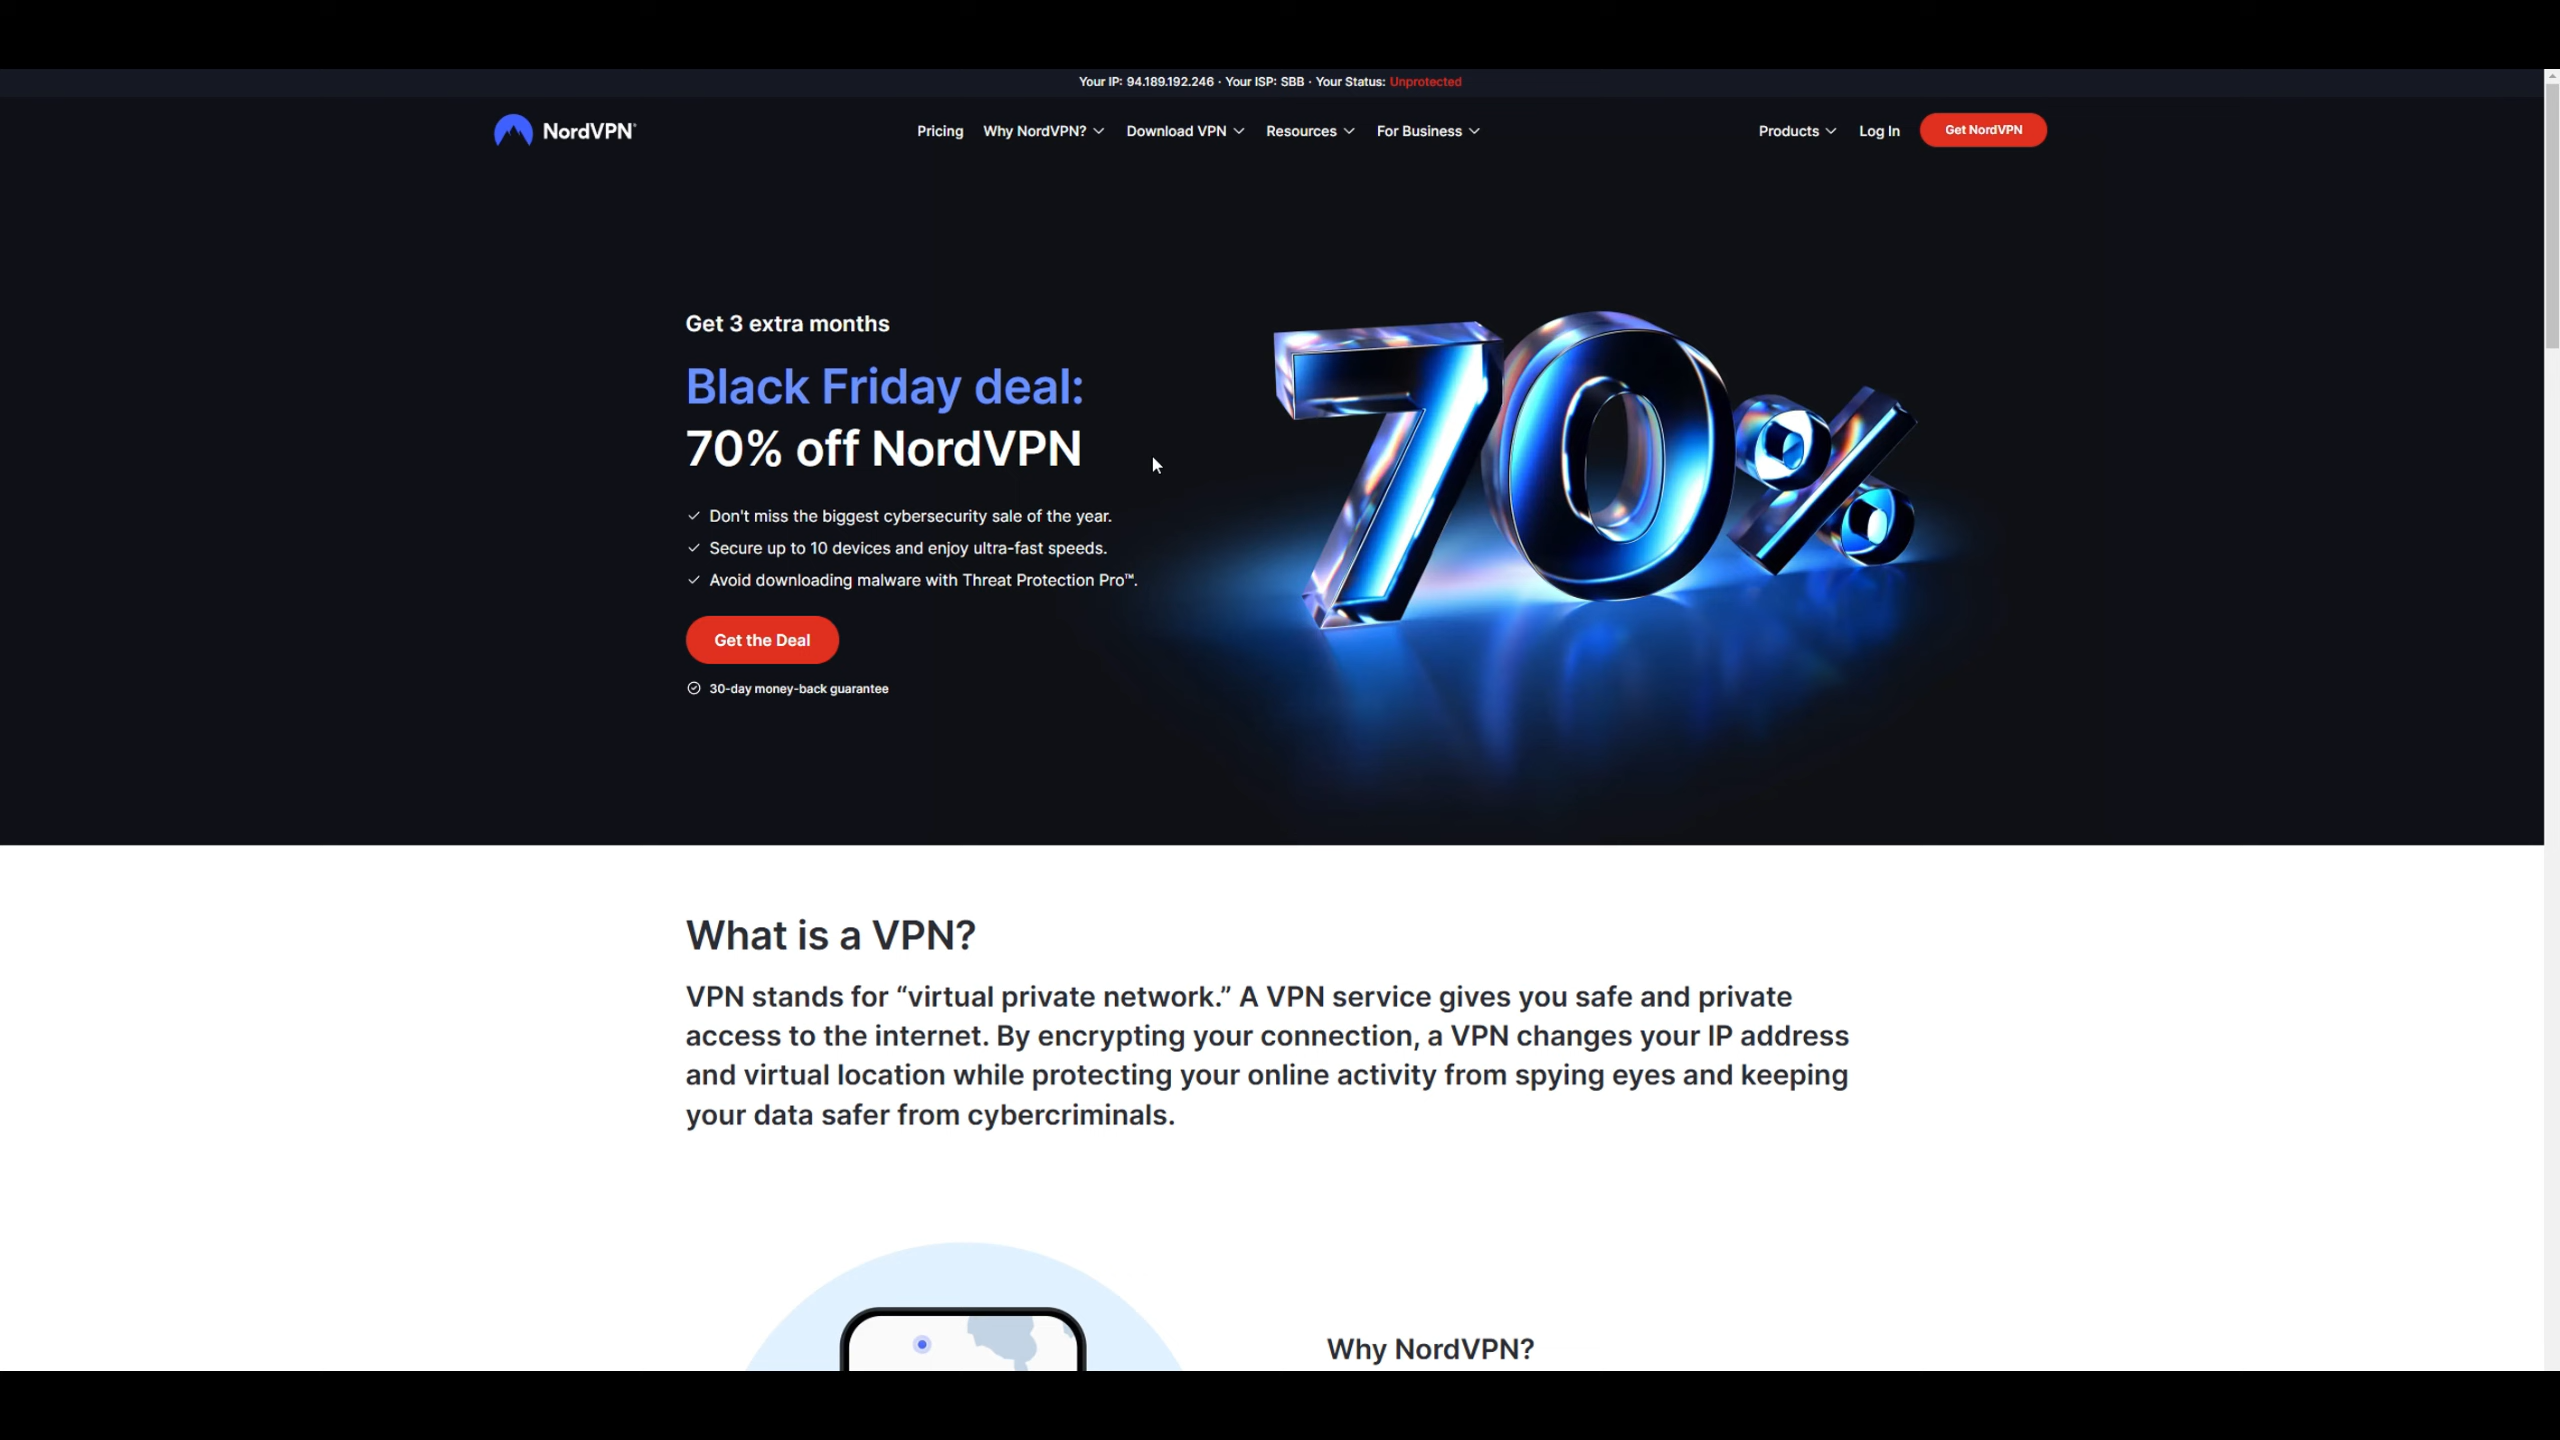 Your IP: 94.189.192.246 · Your ISP: SBB · Your Status: Unprotected
NordVPN®
Pricing
Why NordVPN?
Download VPN
Resources
For Business
Products
Log In
Get NordVPN
Get 3 extra months
Black Friday deal:
70% off NordVPN
Don't miss the biggest cybersecurity sale of the year.
Secure up to 10 devices and enjoy ultra-fast speeds.
Avoid downloading malware with Threat Protection Pro™.
Get the Deal
30-day money-back guarantee
70%
What is a VPN?
VPN stands for “virtual private network.” A VPN service gives you safe and private
access to the internet. By encrypting your connection, a VPN changes your IP address
and virtual location while protecting your online activity from spying eyes and keeping
your data safer from cybercriminals.
Why NordVPN?